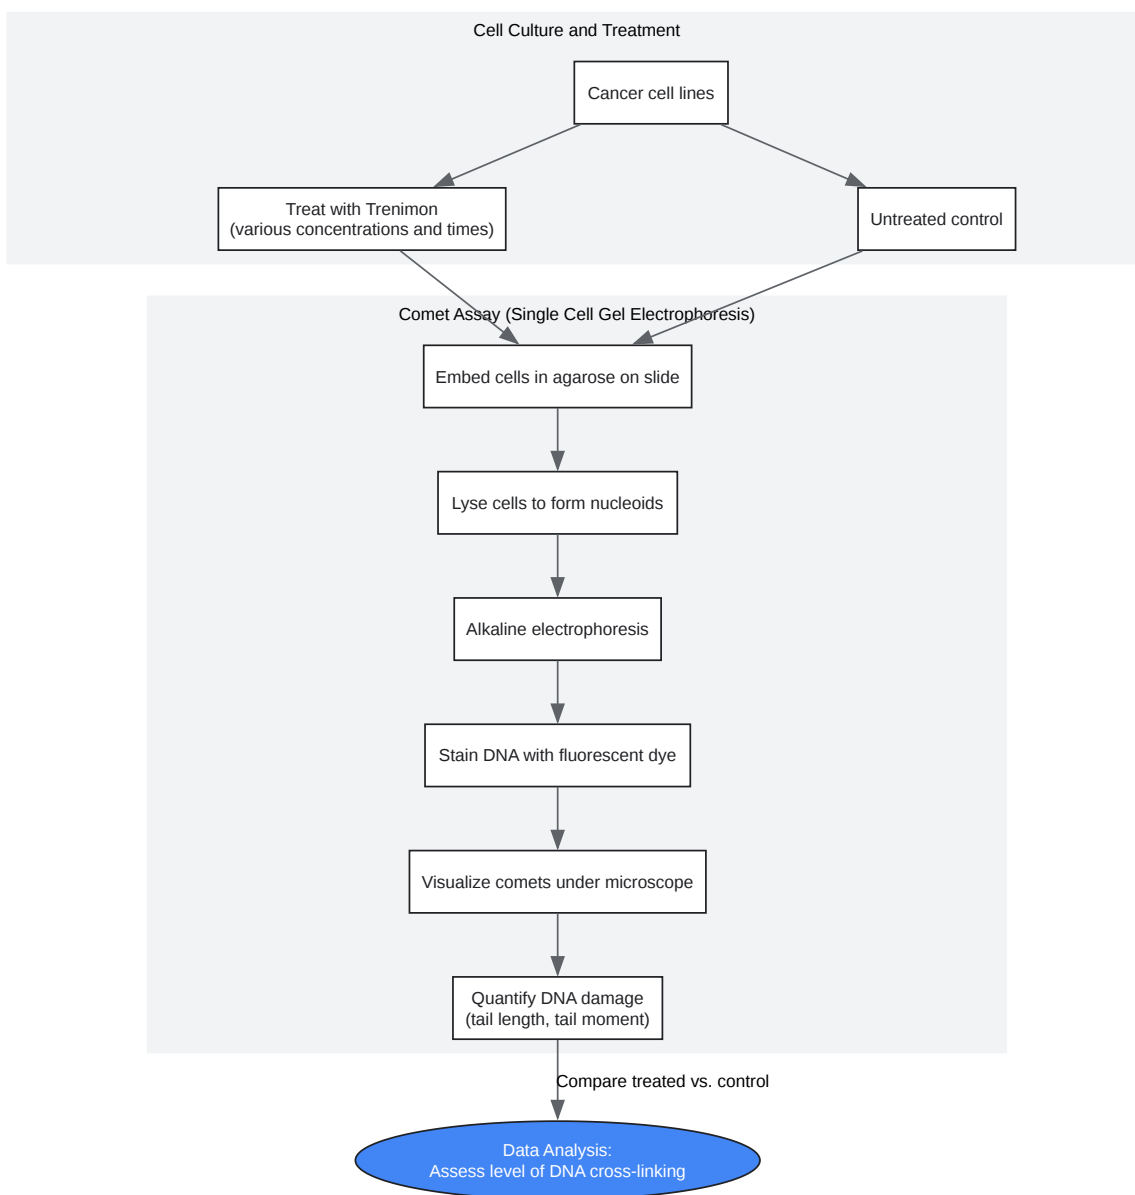 Cell Culture and Treatment
Cancer cell lines
Treat with Trenimon
(various concentrations and times)
Untreated control
Comet Assay (Single Cell Gel Electrophoresis)
Embed cells in agarose on slide
Lyse cells to form nucleoids
Alkaline electrophoresis
Stain DNA with fluorescent dye
Visualize comets under microscope
Quantify DNA damage
(tail length, tail moment)
Compare treated vs. control
Data Analysis:
Assess level of DNA cross-linking